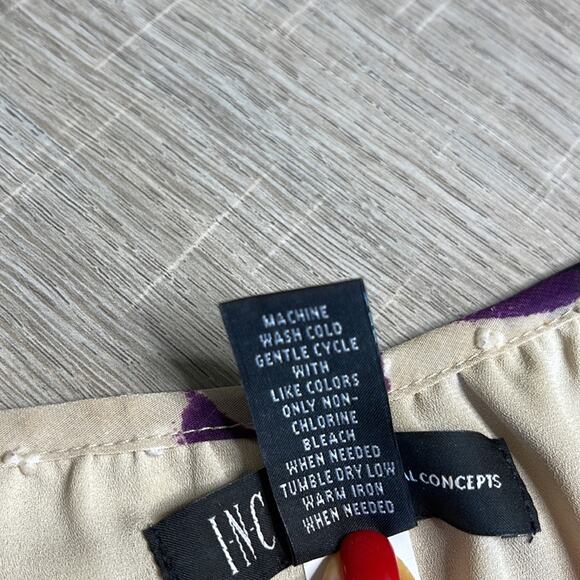 MACHINE
WASH COLD
GENTLE CYCLE
WITH
LIKE COLORS
ONLY NON-
CHLORINE
BLEACH
WHEN NEEDED
TUMBLE DRY LOW
WARM IRON
WHEN NEEDED
I·N·C
AL CONCEPTS